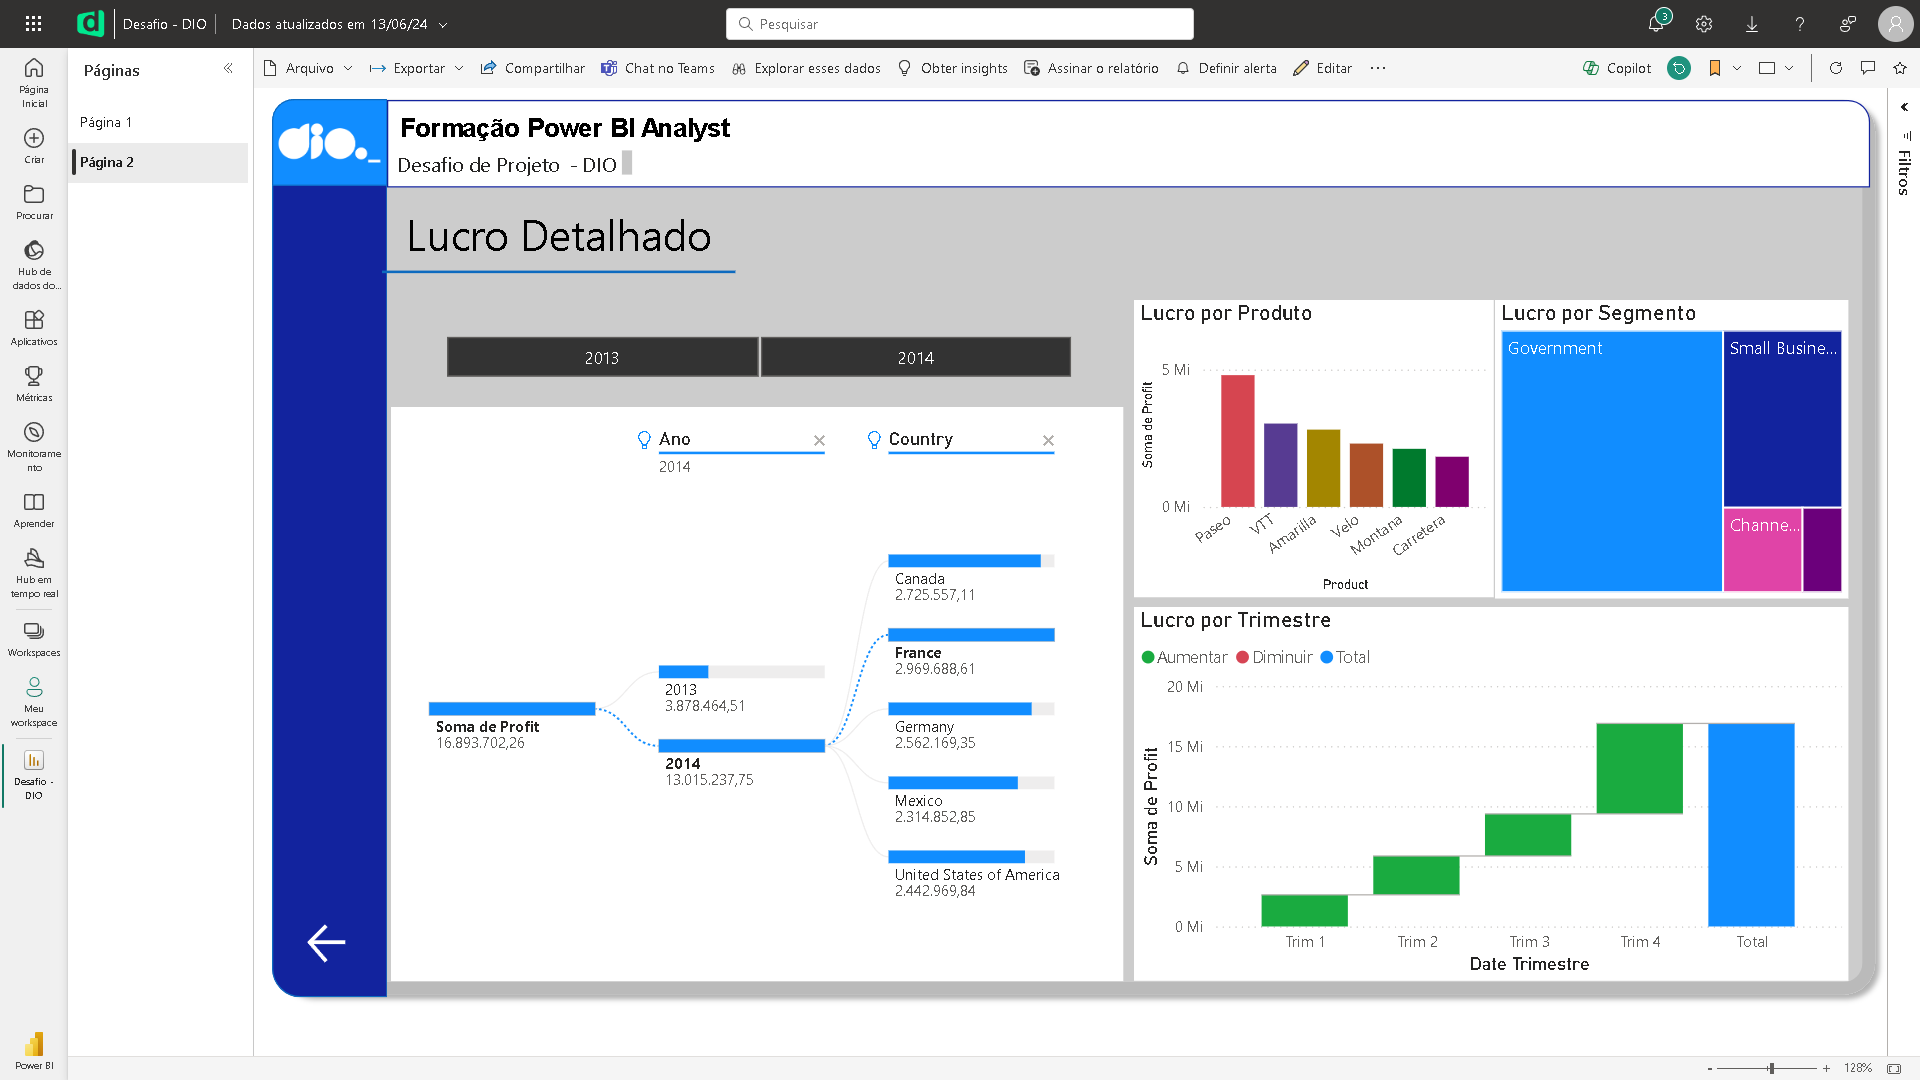 Desafio - DIO
Dados atualizados em 13/06/24
Pesquisar
3
Página Inicial
Criar
Procurar
Hub de dados do...
Aplicativos
Métricas
Monitoramento
Aprender
Hub em tempo real
Workspaces
Meu workspace
Desafio - DIO
Power BI
Páginas
Página 1
Página 2
Arquivo
Exportar
Compartilhar
Chat no Teams
Explorar esses dados
Obter insights
Assinar o relatório
Definir alerta
Editar
Copilot
Filtros
dio._
Formação Power BI Analyst
Desafio de Projeto - DIO
Lucro Detalhado
2013
2014
Ano
2014
Country
Soma de Profit
16.893.702,26
2013
3.878.464,51
2014
13.015.237,75
Canada
2.725.557,11
France
2.969.688,61
Germany
2.562.169,35
Mexico
2.314.852,85
United States of America
2.442.969,84
Lucro por Produto
Soma de Profit
5 Mi
0 Mi
Paseo
VTT
Amarilla
Velo
Montana
Carretera
Product
Lucro por Segmento
Government
Small Busine...
Channe...
Lucro por Trimestre
Aumentar
Diminuir
Total
Soma de Profit
20 Mi
15 Mi
10 Mi
5 Mi
0 Mi
Trim 1
Trim 2
Trim 3
Trim 4
Total
Date Trimestre
- + 128%